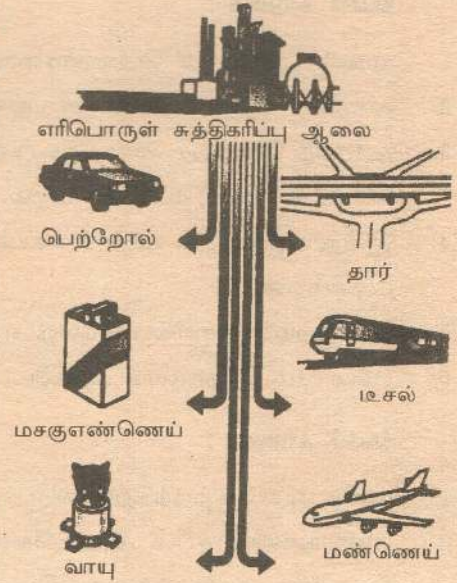 எரிபொருள் சுத்திகரிப்பு ஆலை
பெற்றோல்
தார்
மசகுஎண்ணெய்
டீசல்
வாயு
மண்ணெய்